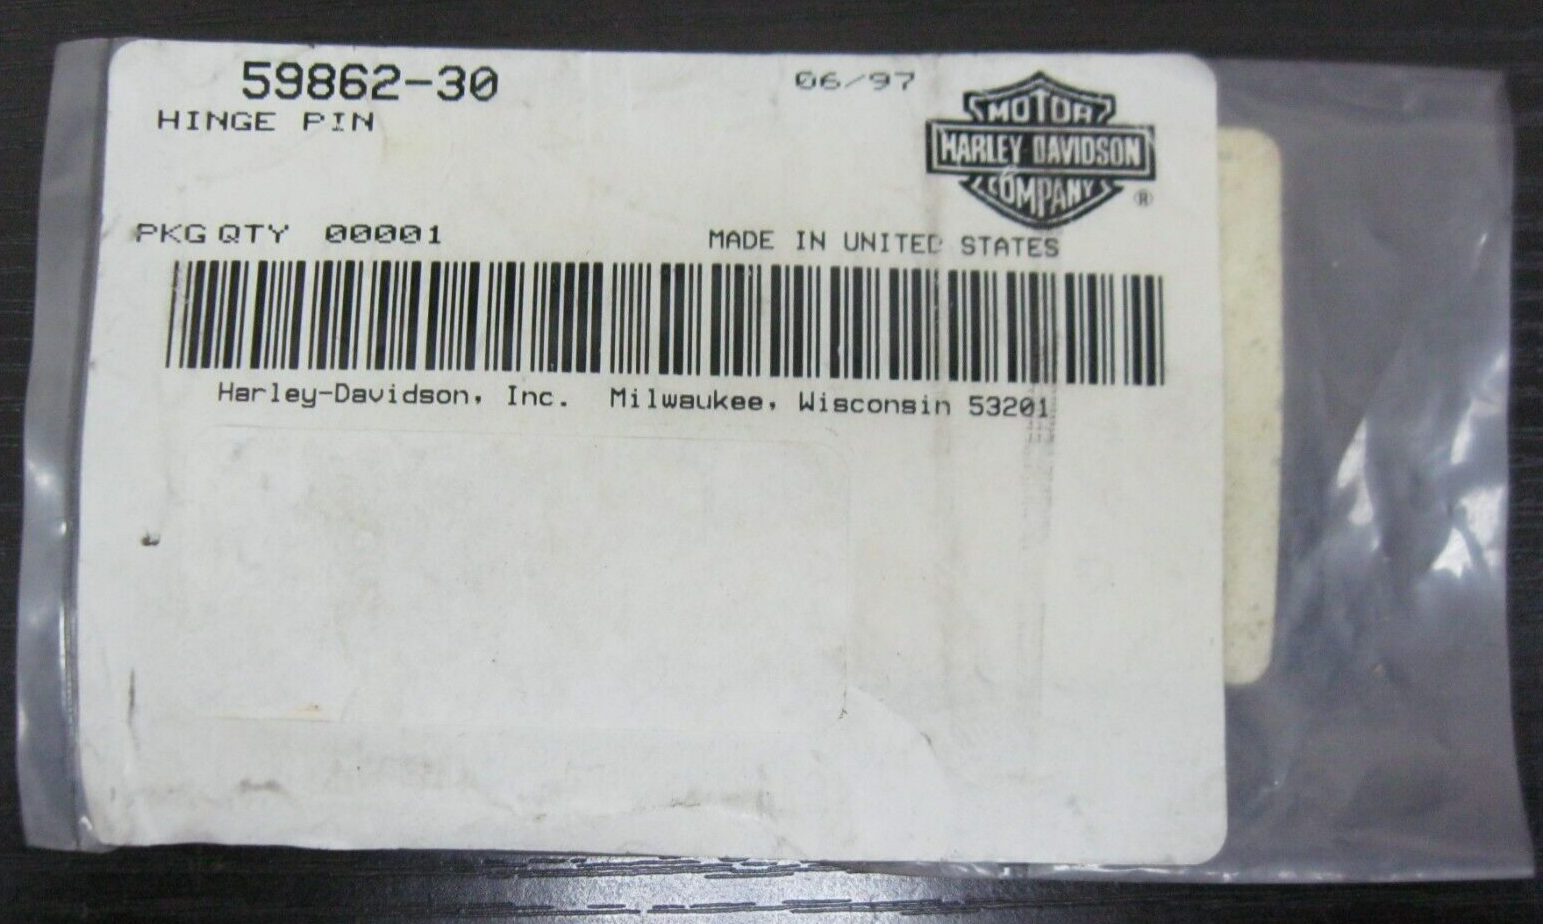 59862-30
06/97
HINGE PIN
MOTOR
HARLEY DAVIDSON
COMPANY
®
PKG QTY 00001
MADE IN UNITED STATES
Harley-Davidson, Inc. Milwaukee, Wisconsin 53201